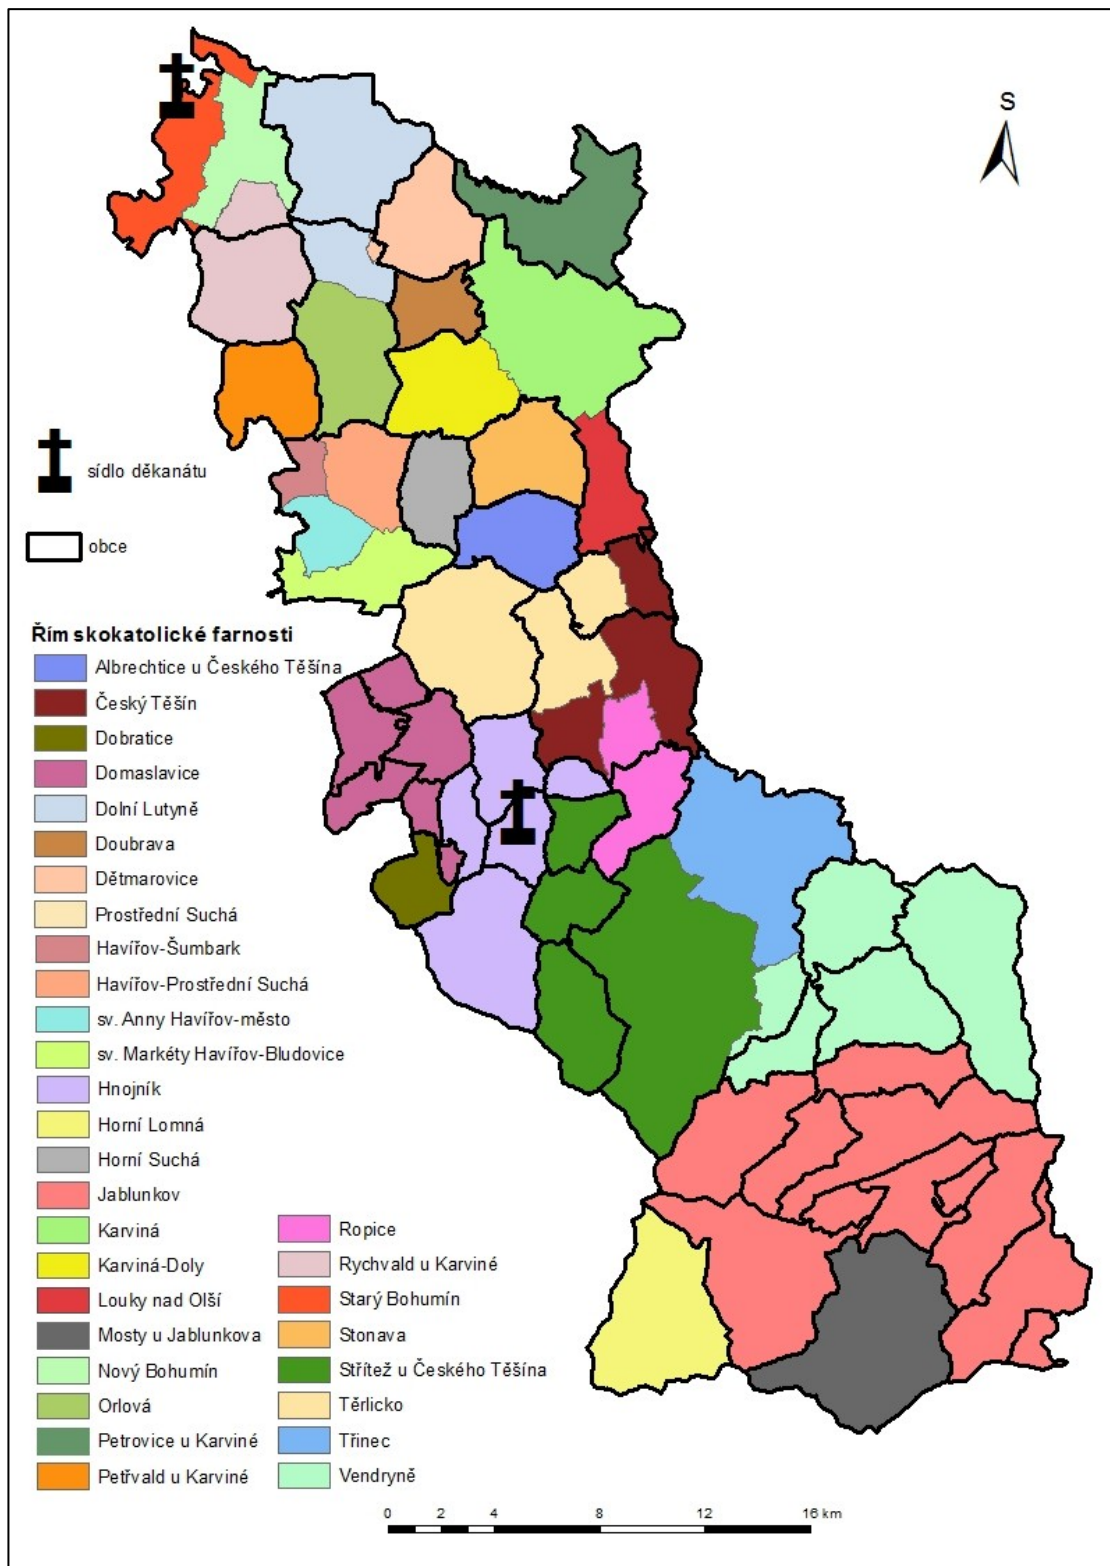 S
sídlo děkanátu
obce
Římskokatolické farnosti
Albrechtice u Českého Těšína
Český Těšín
Dobratice
Domaslavice
Dolní Lutyně
Doubrava
Dětmarovice
Prostřední Suchá
Havířov-Šumbark
Havířov-Prostřední Suchá
sv. Anny Havířov-město
sv. Markéty Havířov-Bludovice
Hnojník
Horní Lomná
Horní Suchá
Jablunkov
Karviná
Karviná-Doly
Louky nad Olší
Mosty u Jablunkova
Nový Bohumín
Orlová
Petrovice u Karviné
Petřvald u Karviné
Ropice
Rychvald u Karviné
Starý Bohumín
Stonava
Střítež u Českého Těšína
Těrlicko
Třinec
Vendryně
0 2 4 8 12 16 km